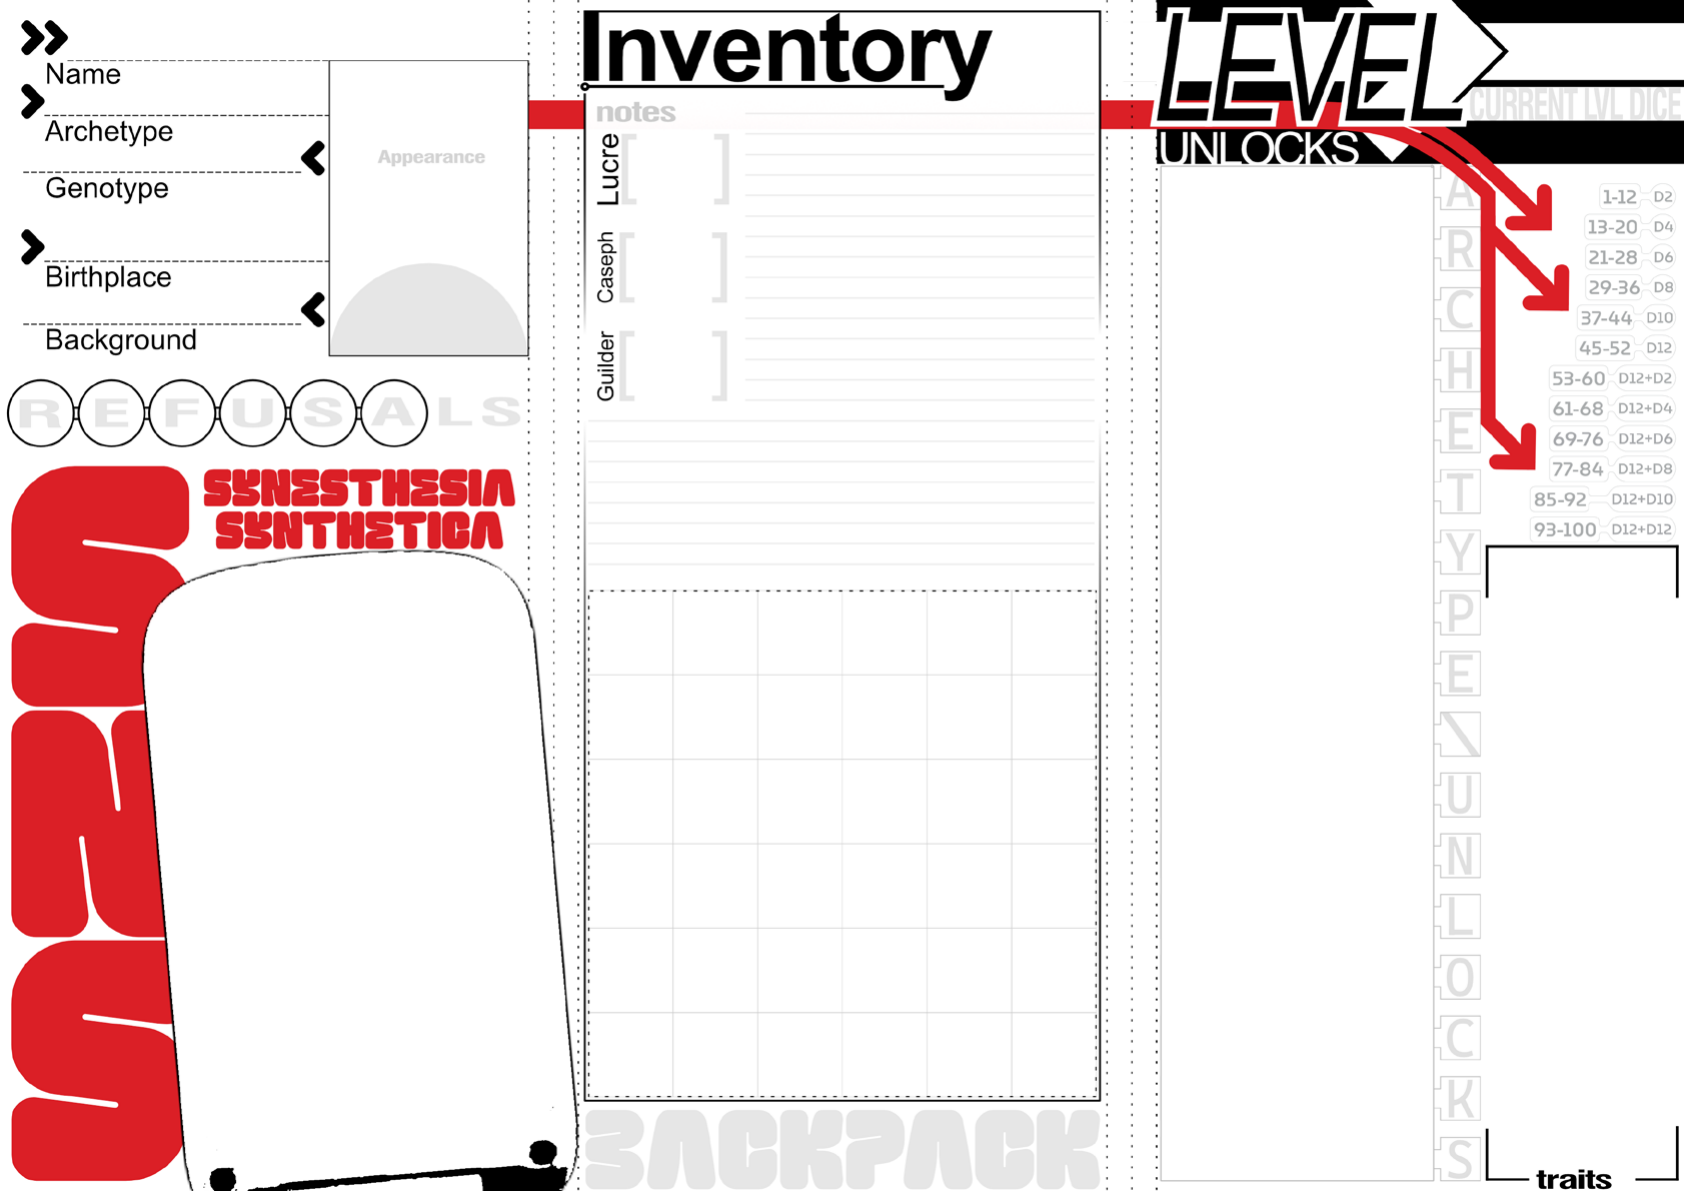 Name
Archetype
Genotype
Birthplace
Background
Appearance
REFUSALS
SYNESTHESIA
SYNTHETICA
SNS
Inventory
notes
Lucre
Caseph
Guilder
BACKPACK
LEVEL
CURRENT LVL DICE
UNLOCKS
ARCHETYPE\UNLOCKS
1-12 D2
13-20 D4
21-28 D6
29-36 D8
37-44 D10
45-52 D12
53-60 D12+D2
61-68 D12+D4
69-76 D12+D6
77-84 D12+D8
85-92 D12+D10
93-100 D12+D12
traits